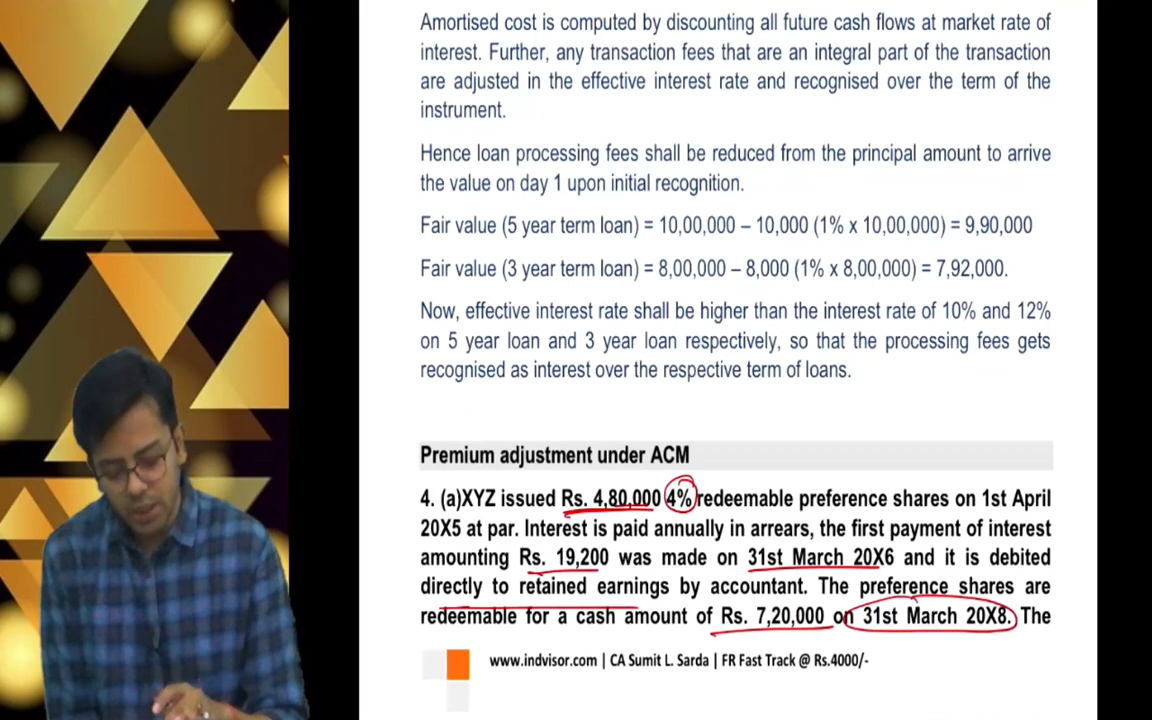 Amortised cost is computed by discounting all future cash flows at market rate of
interest. Further, any transaction fees that are an integral part of the transaction
are adjusted in the effective interest rate and recognised over the term of the
instrument.
Hence loan processing fees shall be reduced from the principal amount to arrive
the value on day 1 upon initial recognition.
Fair value (5 year term loan) = 10,00,000 – 10,000 (1% x 10,00,000) = 9,90,000
Fair value (3 year term loan) = 8,00,000 – 8,000 (1% x 8,00,000) = 7,92,000.
Now, effective interest rate shall be higher than the interest rate of 10% and 12%
on 5 year loan and 3 year loan respectively, so that the processing fees gets
recognised as interest over the respective term of loans.
Premium adjustment under ACM
4. (a)XYZ issued Rs. 4,80,000 4% redeemable preference shares on 1st April
20X5 at par. Interest is paid annually in arrears, the first payment of interest
amounting Rs. 19,200 was made on 31st March 20X6 and it is debited
directly to retained earnings by accountant. The preference shares are
redeemable for a cash amount of Rs. 7,20,000 on 31st March 20X8. The
www.indvisor.com | CA Sumit L. Sarda | FR Fast Track @ Rs.4000/-